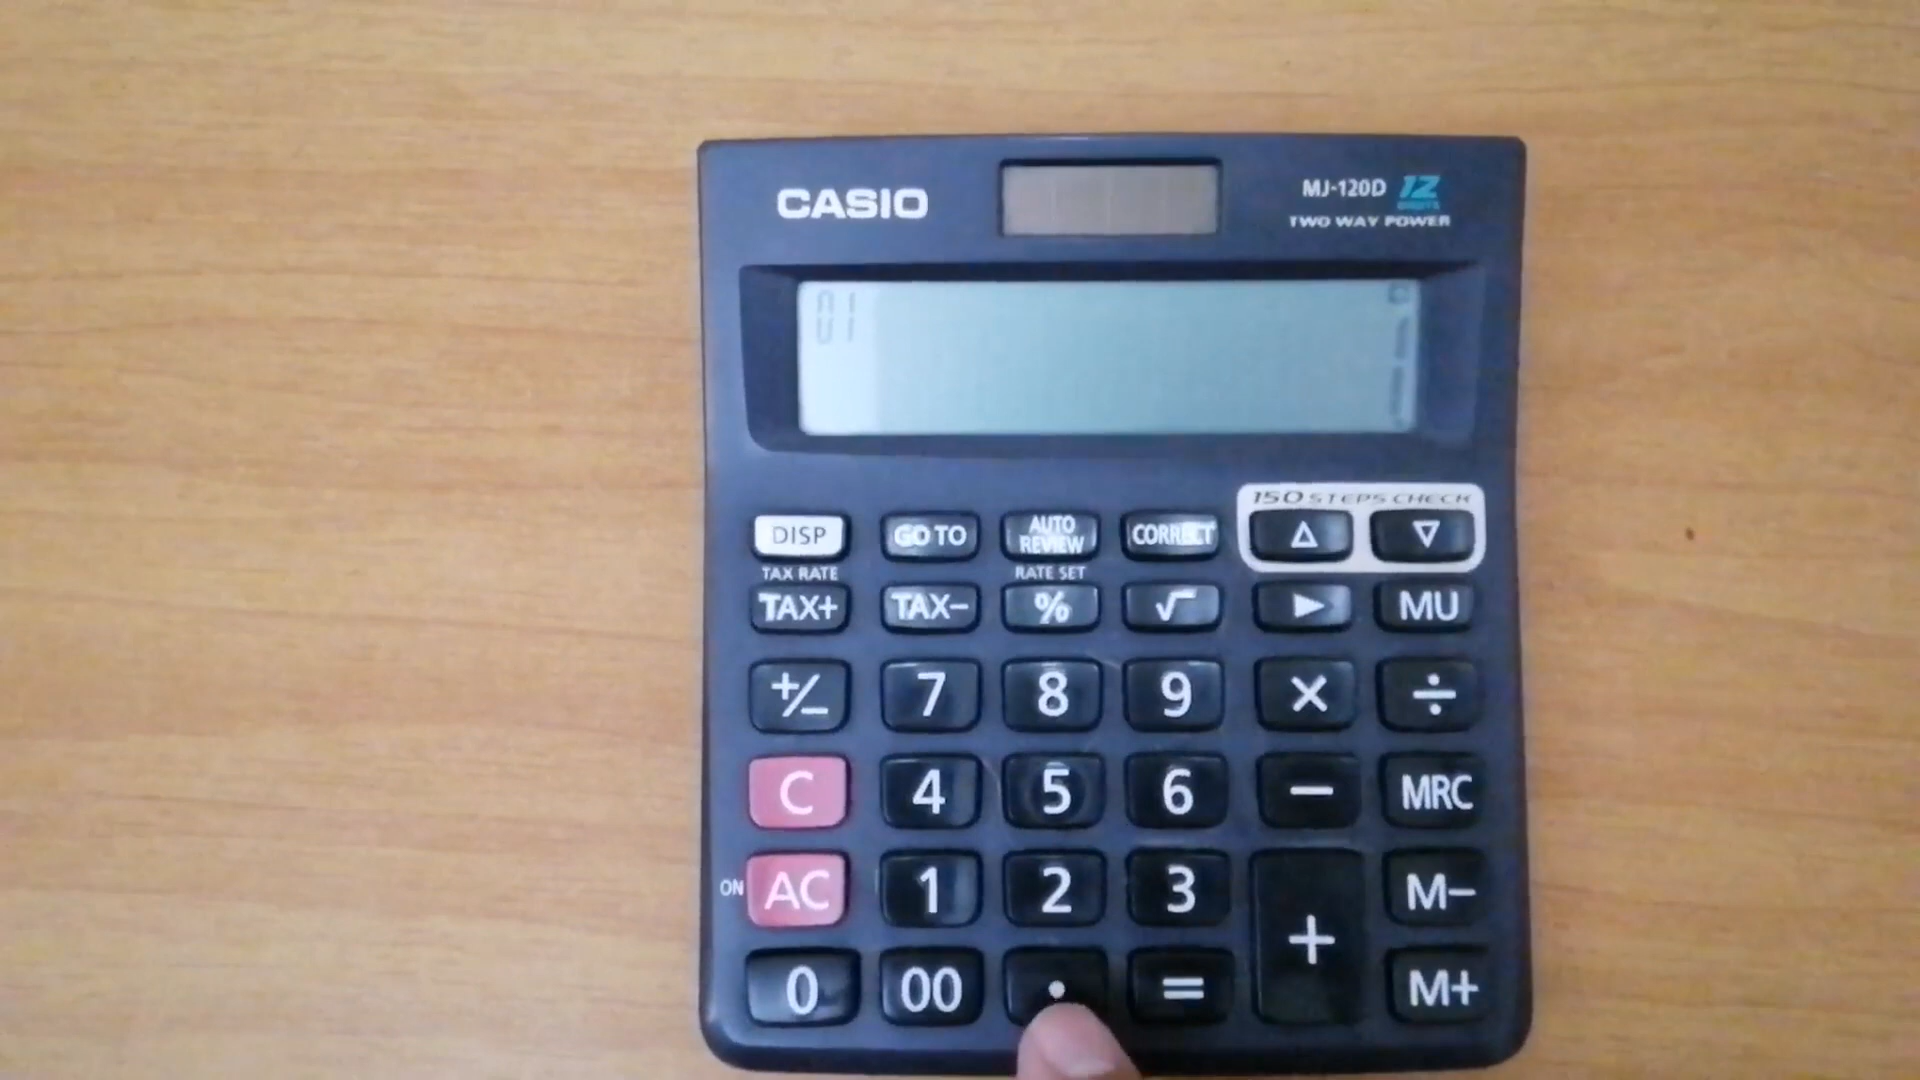 CASIO
MJ-120D 12
DIGITS
TWO WAY POWER
150 STEPS CHECK
DISP GO TO AUTO REVIEW CORRECT △ ▽
TAX RATE RATE SET
TAX+ TAX− % √ ▶ MU
+/− 7 8 9 × ÷
C 4 5 6 − MRC
ON AC 1 2 3 + M−
0 00 . = M+